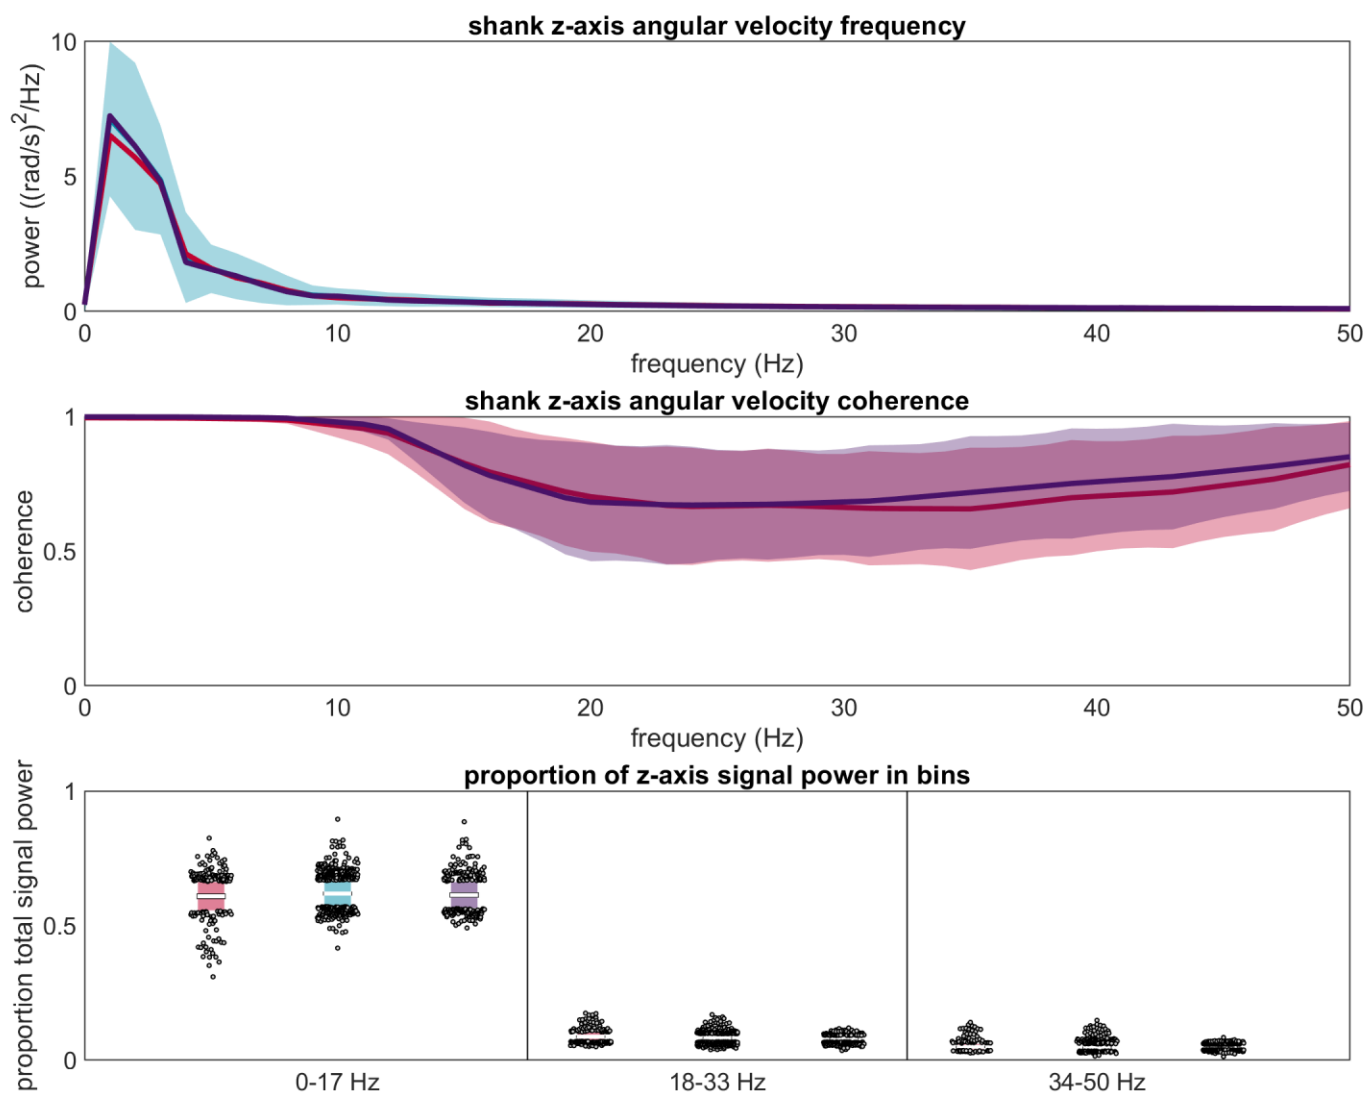 shank z-axis angular velocity frequency
10
5
0
power ((rad/s)²/Hz)
0 10 20 30 40 50
frequency (Hz)
shank z-axis angular velocity coherence
1
0.5
0
coherence
0 10 20 30 40 50
frequency (Hz)
proportion of z-axis signal power in bins
1
0.5
0
proportion total signal power
0-17 Hz 18-33 Hz 34-50 Hz